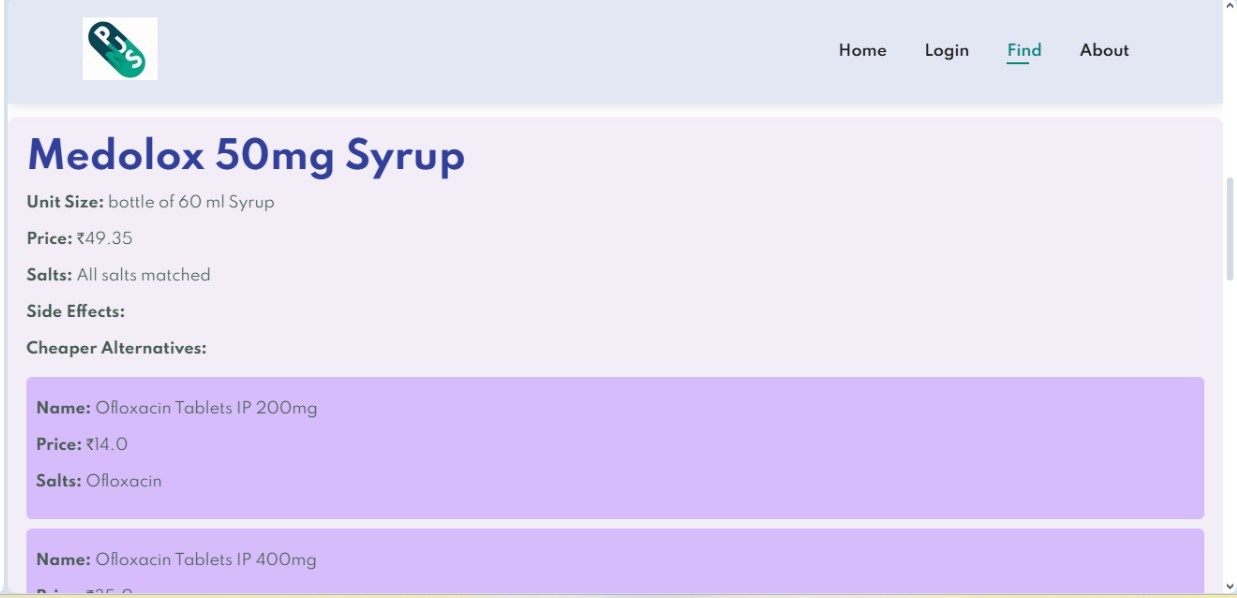 PJS
Home Login Find About
Medolox 50mg Syrup
Unit Size: bottle of 60 ml Syrup
Price: ₹49.35
Salts: All salts matched
Side Effects:
Cheaper Alternatives:
Name: Ofloxacin Tablets IP 200mg
Price: ₹14.0
Salts: Ofloxacin
Name: Ofloxacin Tablets IP 400mg